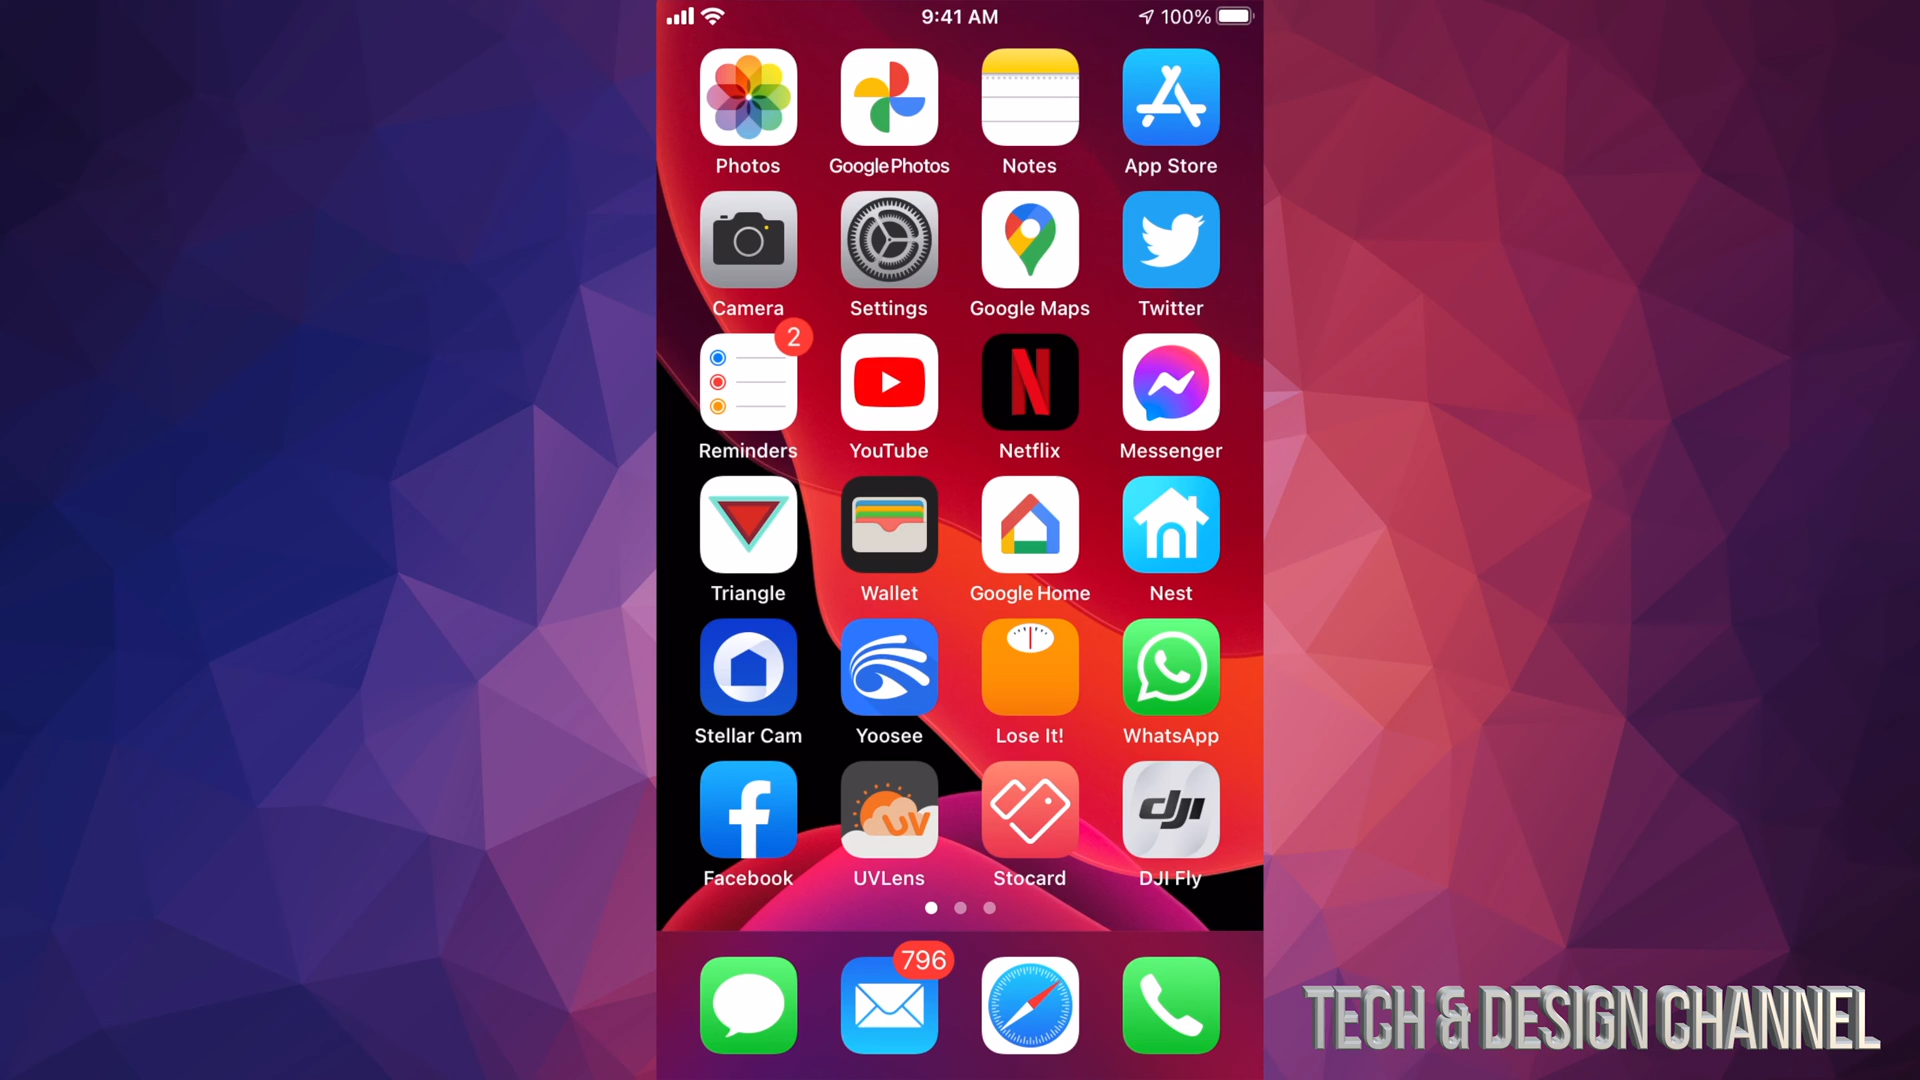 9:41 AM 100%
Photos Google Photos Notes App Store
Camera Settings Google Maps Twitter
2
N
Reminders YouTube Netflix Messenger
Triangle Wallet Google Home Nest
Stellar Cam Yoosee Lose It! WhatsApp
f UV dji
Facebook UVLens Stocard DJI Fly
796
TECH & DESIGN CHANNEL